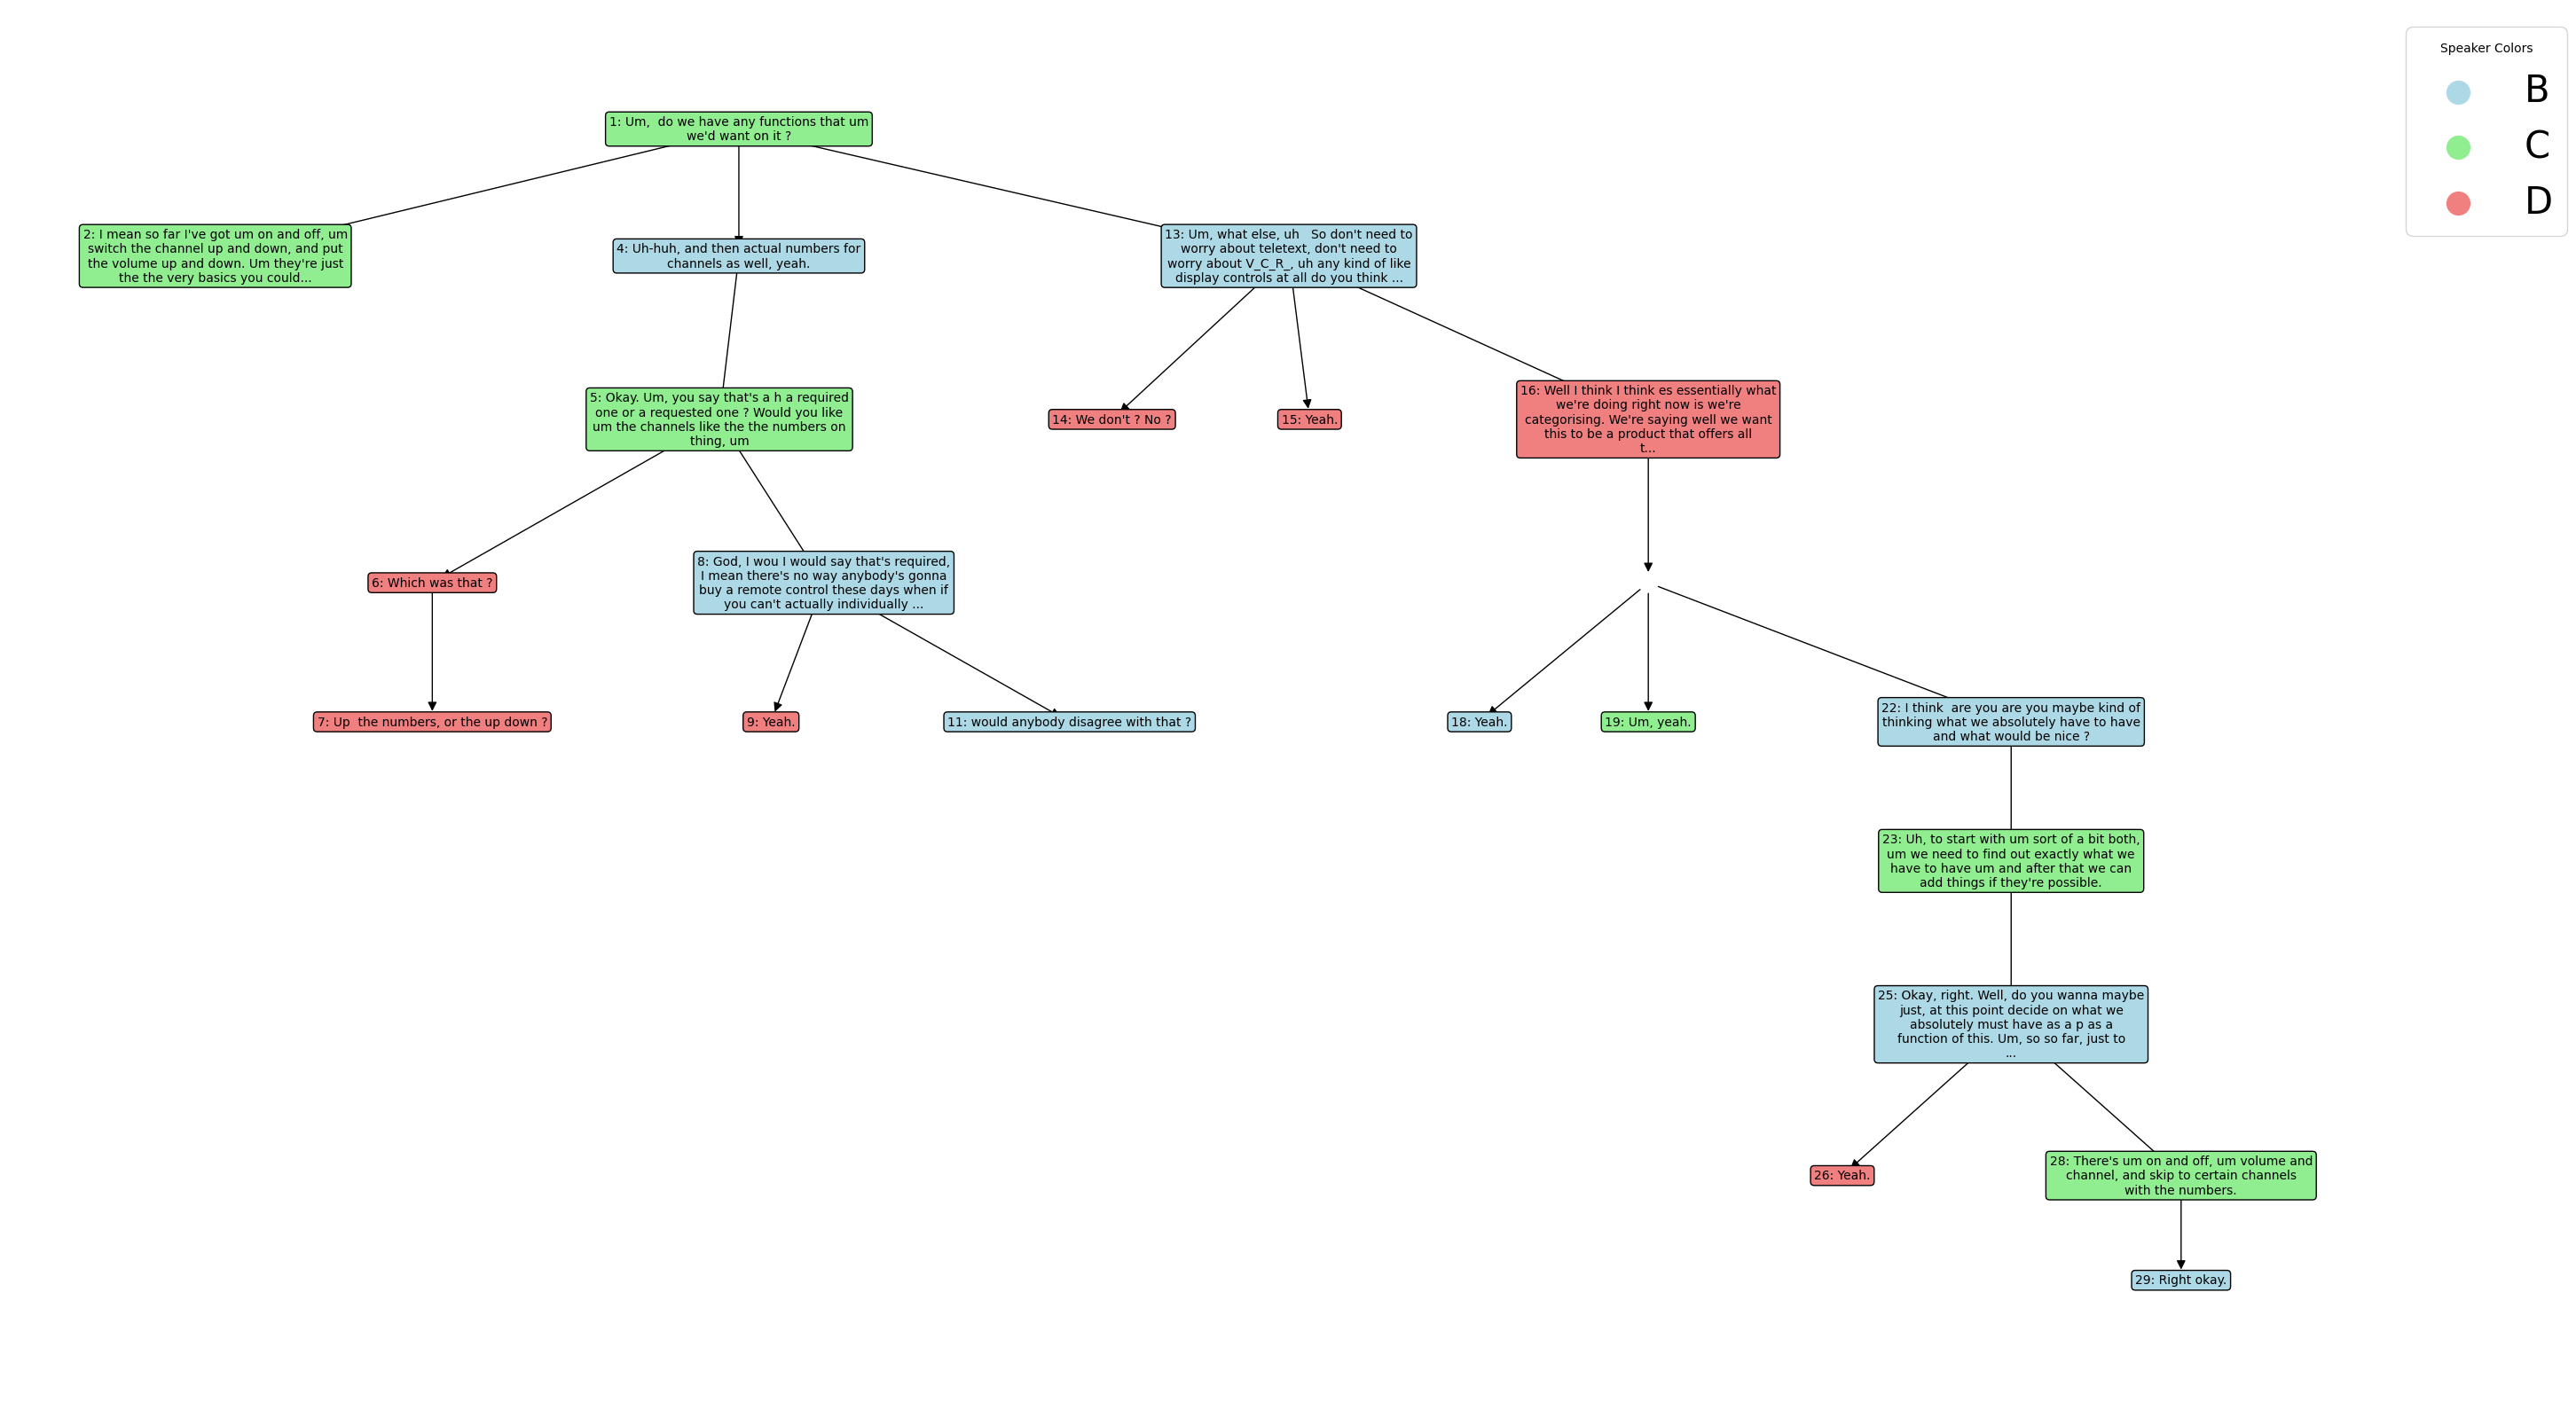 Speaker Colors
B
C
D
1: Um,  do we have any functions that um
we'd want on it ?
2: I mean so far I've got um on and off, um
switch the channel up and down, and put
the volume up and down. Um they're just
the the very basics you could...
4: Uh-huh, and then actual numbers for
channels as well, yeah.
13: Um, what else, uh   So don't need to
worry about teletext, don't need to
worry about V_C_R_, uh any kind of like
display controls at all do you think ...
5: Okay. Um, you say that's a h a required
one or a requested one ? Would you like
um the channels like the the numbers on
thing, um
14: We don't ? No ?
15: Yeah.
16: Well I think I think es essentially what
we're doing right now is we're
categorising. We're saying well we want
this to be a product that offers all
t...
6: Which was that ?
8: God, I wou I would say that's required,
I mean there's no way anybody's gonna
buy a remote control these days when if
you can't actually individually ...
7: Up  the numbers, or the up down ?
9: Yeah.
11: would anybody disagree with that ?
18: Yeah.
19: Um, yeah.
22: I think  are you are you maybe kind of
thinking what we absolutely have to have
and what would be nice ?
23: Uh, to start with um sort of a bit both,
um we need to find out exactly what we
have to have um and after that we can
add things if they're possible.
25: Okay, right. Well, do you wanna maybe
just, at this point decide on what we
absolutely must have as a p as a
function of this. Um, so so far, just to
...
26: Yeah.
28: There's um on and off, um volume and
channel, and skip to certain channels
with the numbers.
29: Right okay.